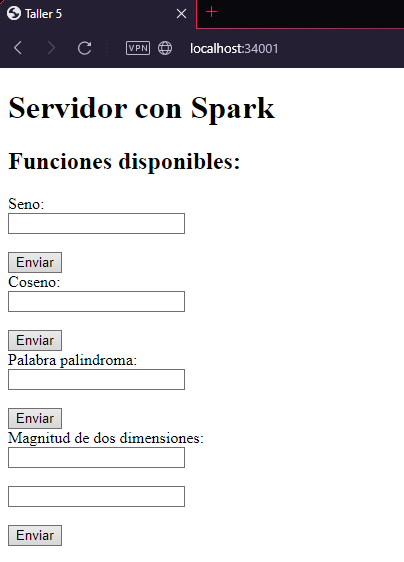 Taller 5
VPN
localhost:34001
Servidor con Spark
Funciones disponibles:
Seno:
Enviar
Coseno:
Enviar
Palabra palindroma:
Enviar
Magnitud de dos dimensiones:
Enviar